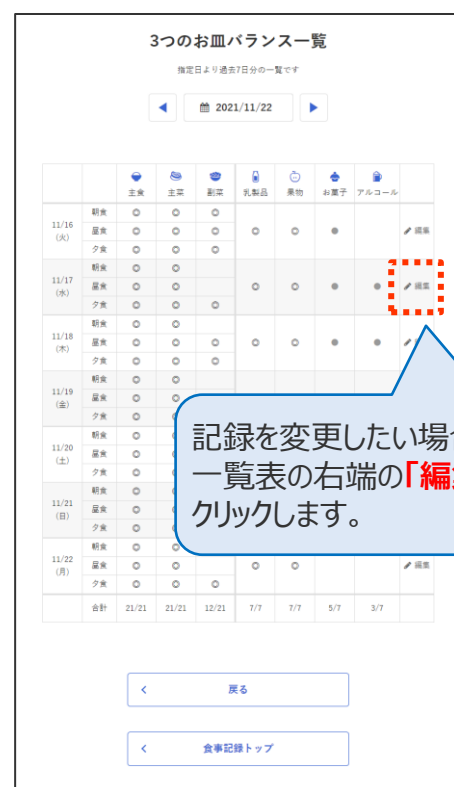 3つのお皿バランス一覧
指定日より過去7日分の一覧です
2021/11/22
主食 主菜 副菜 乳製品 果物 お菓子 アルコール
11/16 (火) 朝食 ◎ ◎ ◎
昼食 ◎ ◎ ◎ ◎ ◎ ● 編集
夕食 ◎ ◎ ◎
11/17 (水) 朝食 ◎ ◎
昼食 ◎ ◎ ◎ ◎ ● ● 編集
夕食 ◎ ◎ ◎
11/18 (木) 朝食 ◎ ◎
昼食 ◎ ◎ ◎ ◎ ◎ ● ●
夕食 ◎ ◎ ◎
11/19 (金) 朝食 ◎ ◎
昼食 ◎
夕食 ◎
11/20 (土) 朝食 ◎
昼食 ◎
夕食 ◎
11/21 (日) 朝食 ◎
昼食 ◎
夕食 ◎
11/22 (月) 朝食 ◎ ◎
昼食 ◎ ◎ ◎ ◎ 編集
夕食 ◎ ◎ ◎
合計 21/21 21/21 12/21 7/7 7/7 5/7 3/7
記録を変更したい場
一覧表の右端の「編
クリックします。
戻る
食事記録トップ